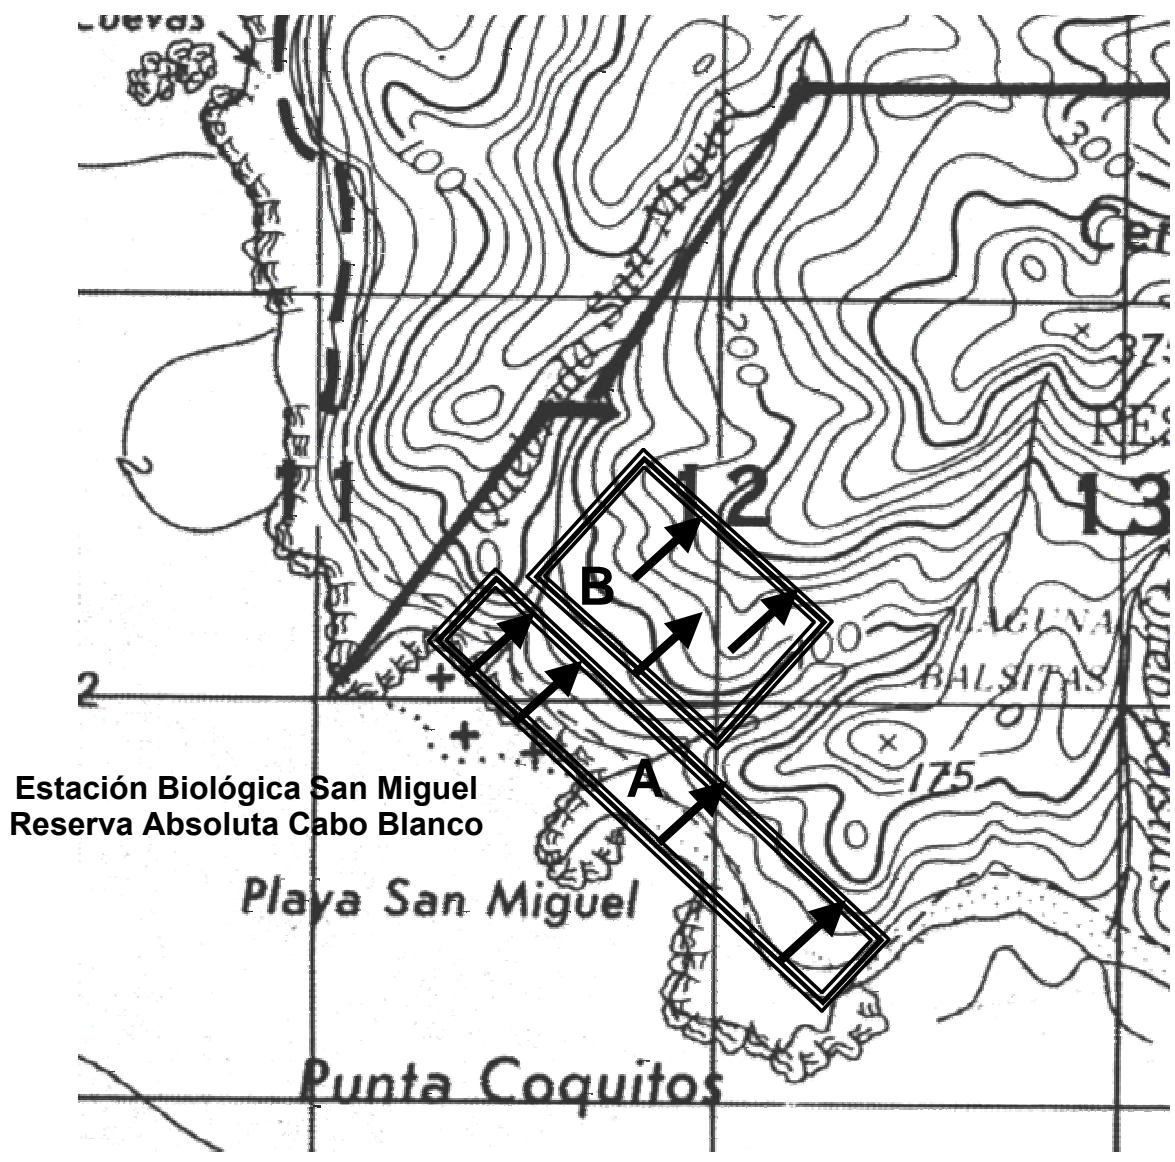 Cuevas
100
300
Quebrada San Miguel
200
12
13
B
LAGUNA
BALSITAS
100
2
175
A
Estación Biológica San Miguel
Reserva Absoluta Cabo Blanco
Playa San Miguel
Punta Coquitos